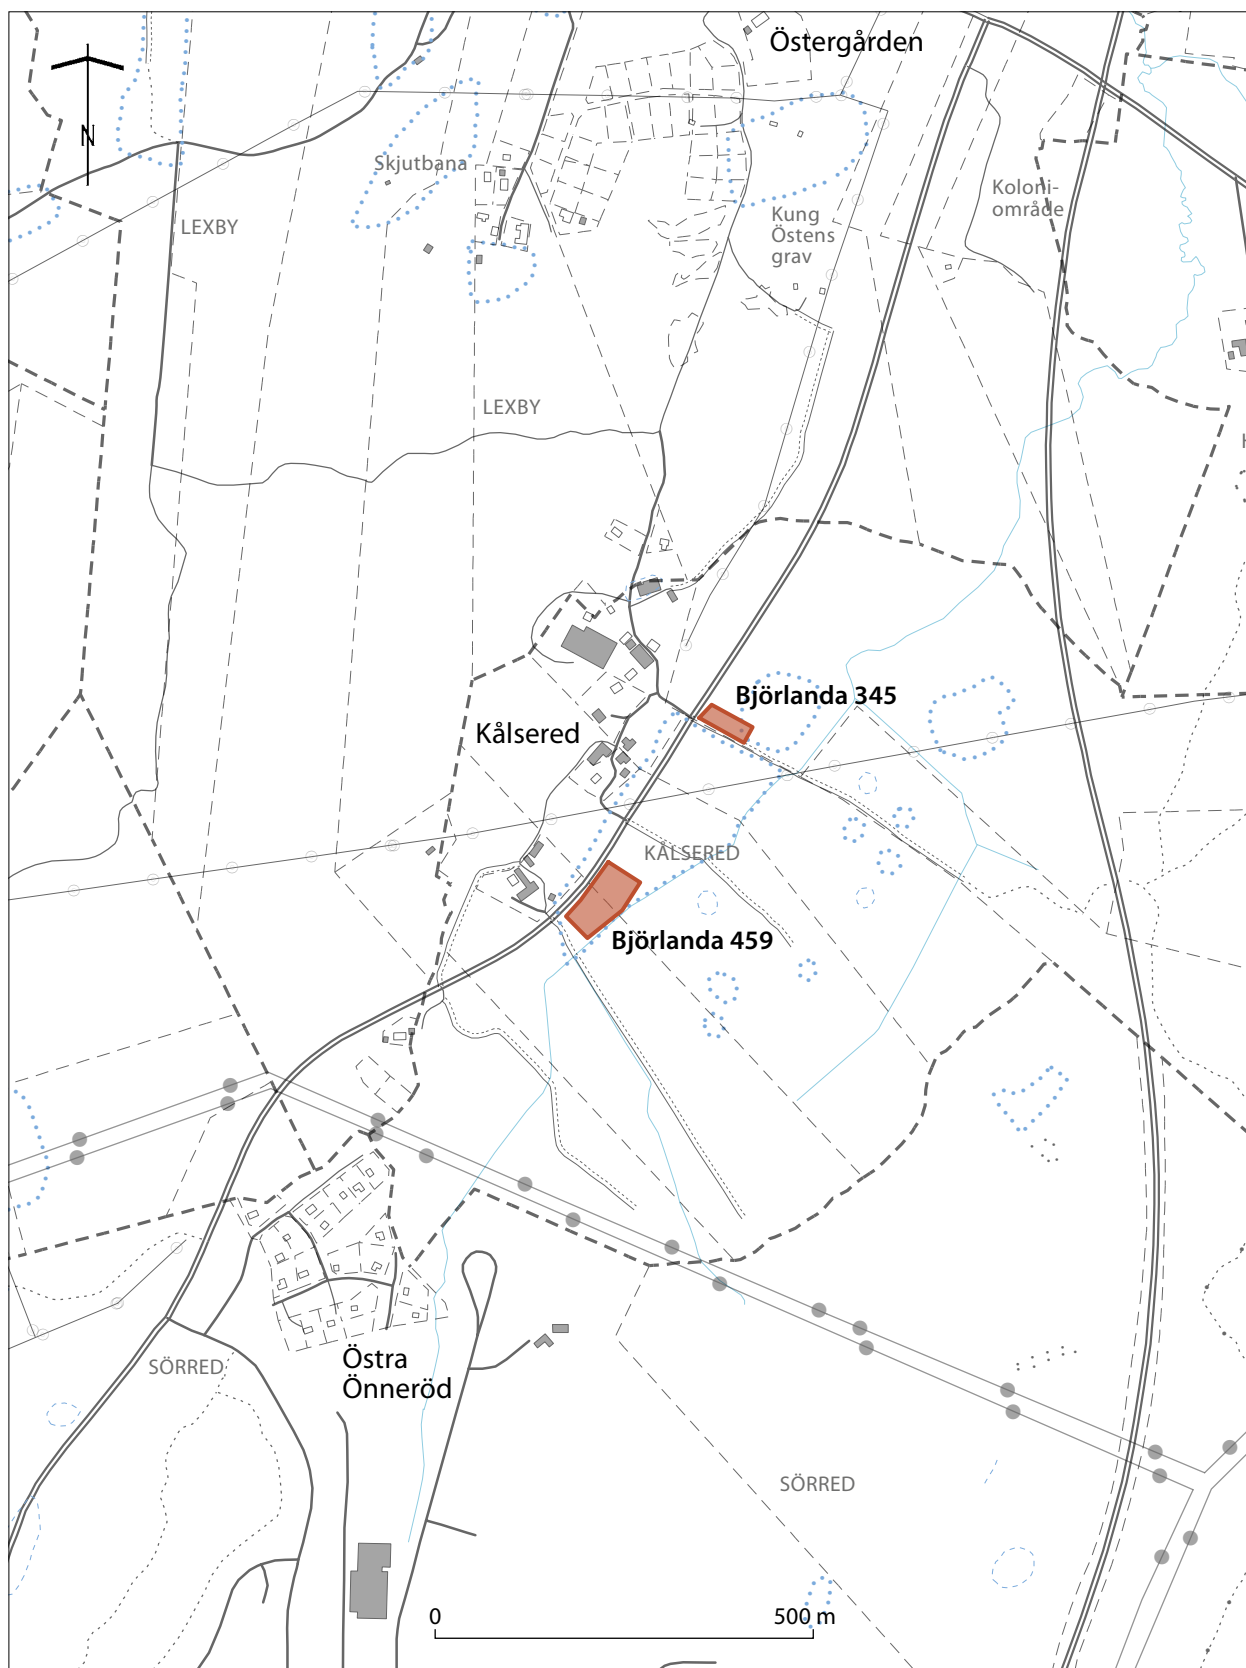 Östergården
N
Skjutbana
Koloni-
område
LEXBY
Kung
Östens
grav
LEXBY
Björlanda 345
Kålsered
KÅLSERED
Björlanda 459
Östra
Önneröd
SÖRRED
SÖRRED
0
500 m